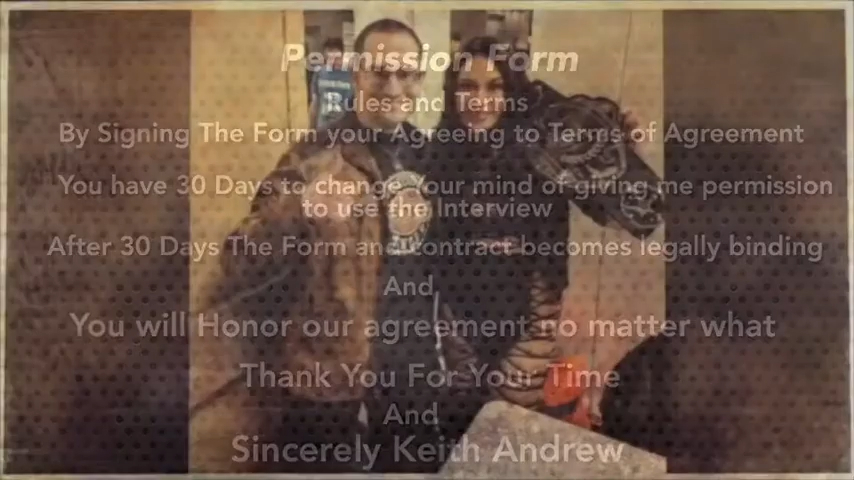 Permission Form
Rules and Terms
By Signing The Form your Agreeing to Terms of Agreement
You have 30 Days to change your mind of giving me permission
to use the Interview
After 30 Days The Form and contract becomes legally binding
And
You will Honor our agreement no matter what
Thank You For Your Time
And
Sincerely Keith Andrew